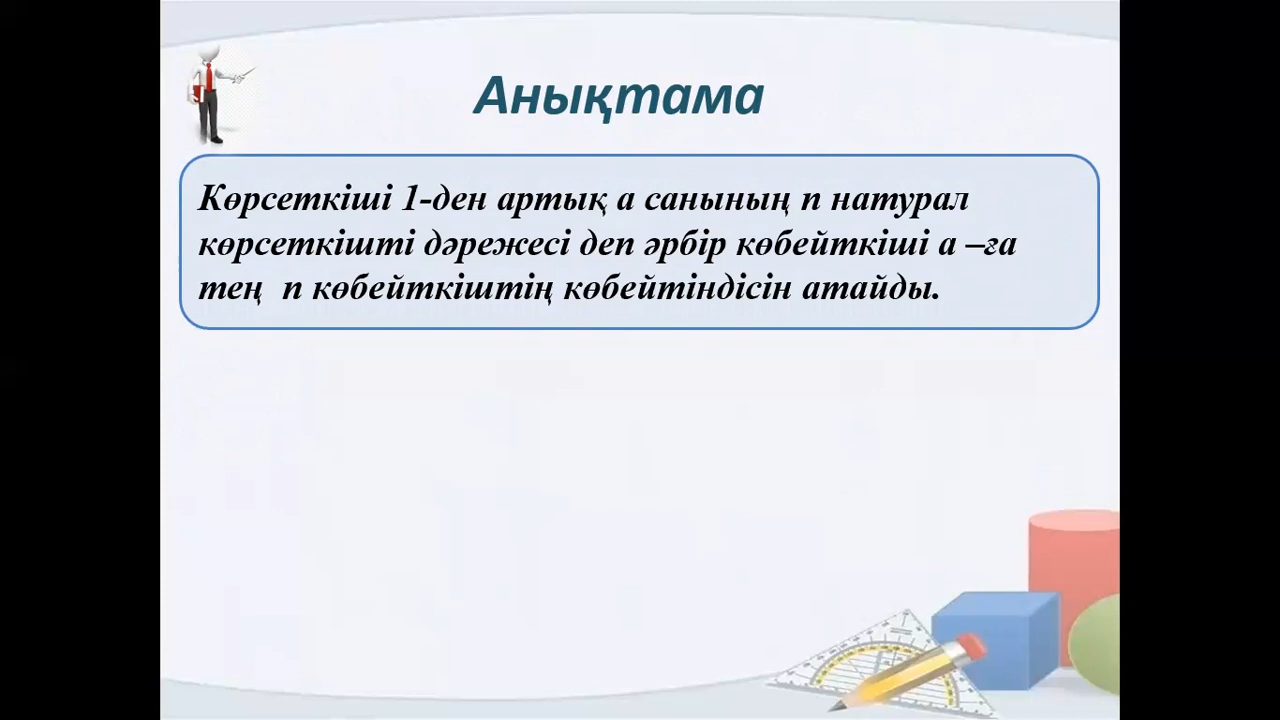 Анықтама
Көрсеткіші 1-ден артық а санының n натурал
көрсеткішті дәрежесі деп әрбір көбейткіші а –ға
тең n көбейткіштің көбейтіндісін атайды.